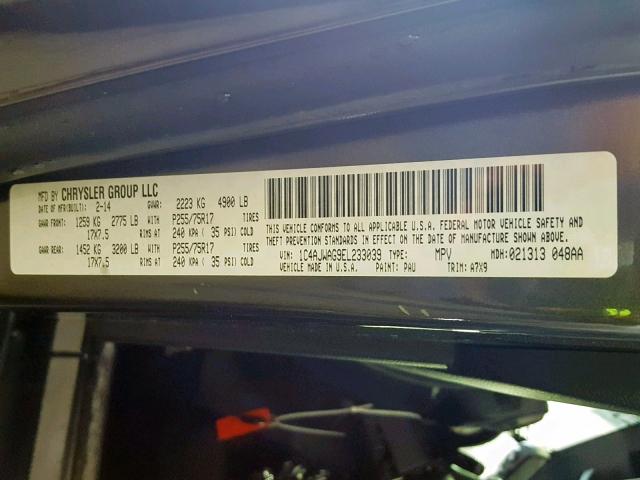 MFD BY CHRYSLER GROUP LLC
DATE OF MFR(BUILT): 2-14 GVWR: 2223 KG 4900 LB
GAWR FRONT: 1259 KG 2775 LB WITH P255/75R17 TIRES
17X7.5 RIMS AT 240 KPA ( 35 PSI) COLD
GAWR REAR: 1452 KG 3200 LB WITH P255/75R17 TIRES
17X7.5 RIMS AT 240 KPA ( 35 PSI) COLD
THIS VEHICLE CONFORMS TO ALL APPLICABLE U.S.A. FEDERAL MOTOR VEHICLE SAFETY AND
THEFT PREVENTION STANDARDS IN EFFECT ON THE DATE OF MANUFACTURE SHOWN ABOVE.
VIN: 1C4AJWAG9EL233039 TYPE: MPV MDH:021313 048AA
VEHICLE MADE IN U.S.A. PAINT: PAU TRIM: A7X9